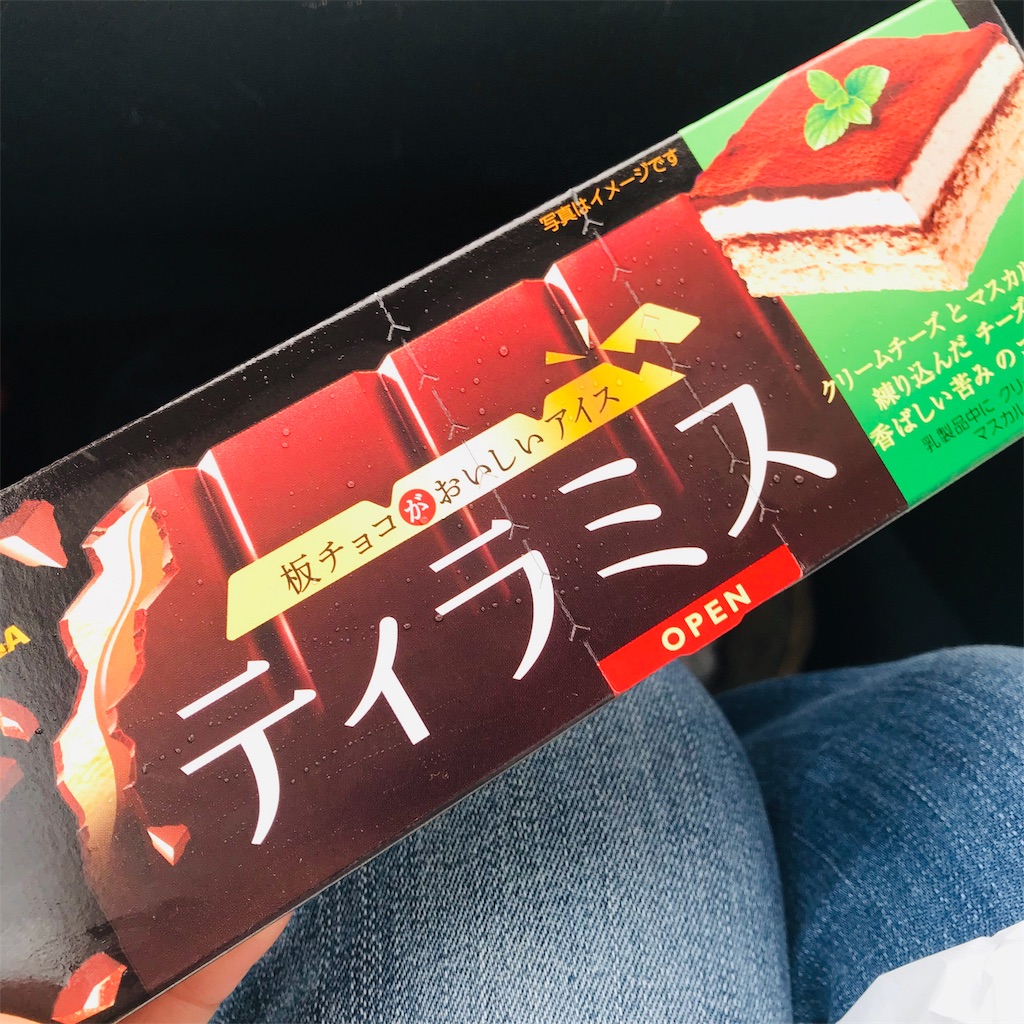 写真はイメージです
板チョコがおいしいアイス
ティラミス
OPEN
クリームチーズとマスカル
練り込んだチーズ
香ばしい苦みの
乳製品中に クリ
マスカル